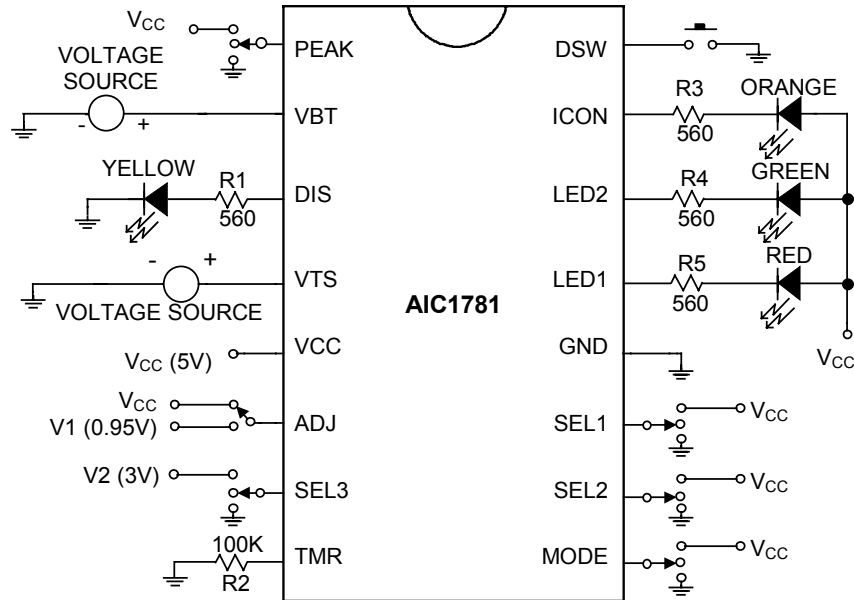 VCC
PEAK
VOLTAGE
SOURCE
-
+
VBT
YELLOW
R1
560
DIS
-
+
VTS
VOLTAGE SOURCE
VCC (5V)
VCC
VCC
V1 (0.95V)
ADJ
V2 (3V)
SEL3
100K
R2
TMR
AIC1781
DSW
ICON
R3
560
ORANGE
LED2
R4
560
GREEN
LED1
R5
560
RED
VCC
GND
SEL1
VCC
SEL2
VCC
MODE
VCC